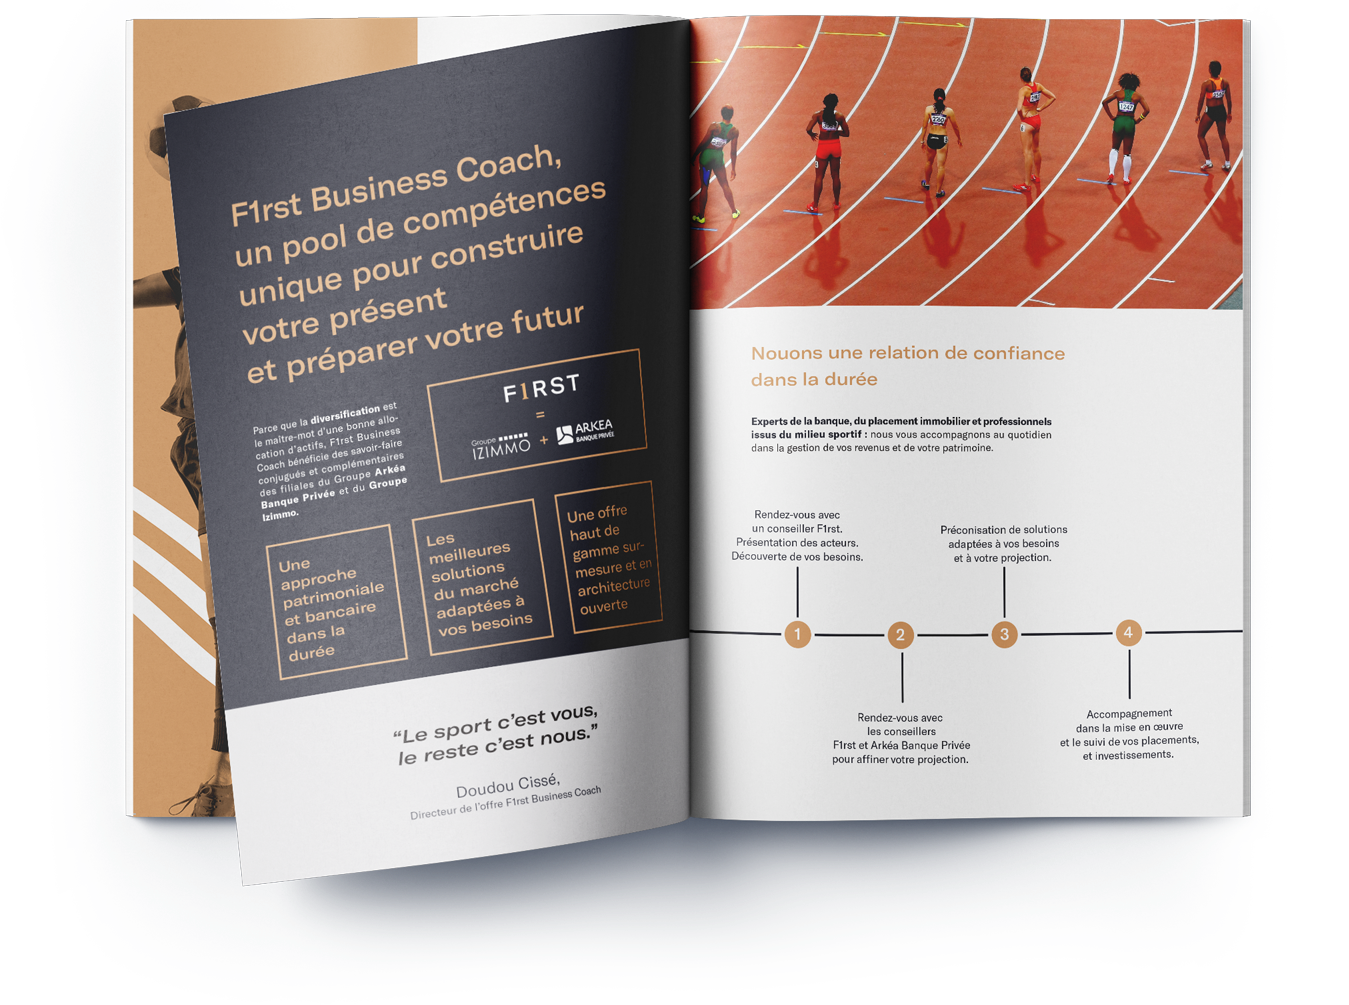 F1rst Business Coach,
un pool de compétences
unique pour construire
votre présent
et préparer votre futur
Parce que la diversification est
le maître-mot d'une bonne allo-
cation d'actifs, F1rst Business
Coach bénéficie des savoir-faire
conjugués et complémentaires
des filiales du Groupe Arkéa
Banque Privée et du Groupe
Izimmo.
F1RST
=
Groupe
IZIMMO
+
ARKEA
BANQUE PRIVÉE
Une
approche
patrimoniale
et bancaire
dans la
durée
Les
meilleures
solutions
du marché
adaptées à
vos besoins
Une offre
haut de
gamme sur-
mesure et en
architecture
ouverte
“Le sport c’est vous,
le reste c’est nous.”
Doudou Cissé,
Directeur de l’offre F1rst Business Coach
Nouons une relation de confiance
dans la durée
Experts de la banque, du placement immobilier et professionnels
issus du milieu sportif : nous vous accompagnons au quotidien
dans la gestion de vos revenus et de votre patrimoine.
Rendez-vous avec
un conseiller F1rst.
Présentation des acteurs.
Découverte de vos besoins.
Préconisation de solutions
adaptées à vos besoins
et à votre projection.
1
2
3
4
Rendez-vous avec
les conseillers
F1rst et Arkéa Banque Privée
pour affiner votre projection.
Accompagnement
dans la mise en œuvre
et le suivi de vos placements,
et investissements.